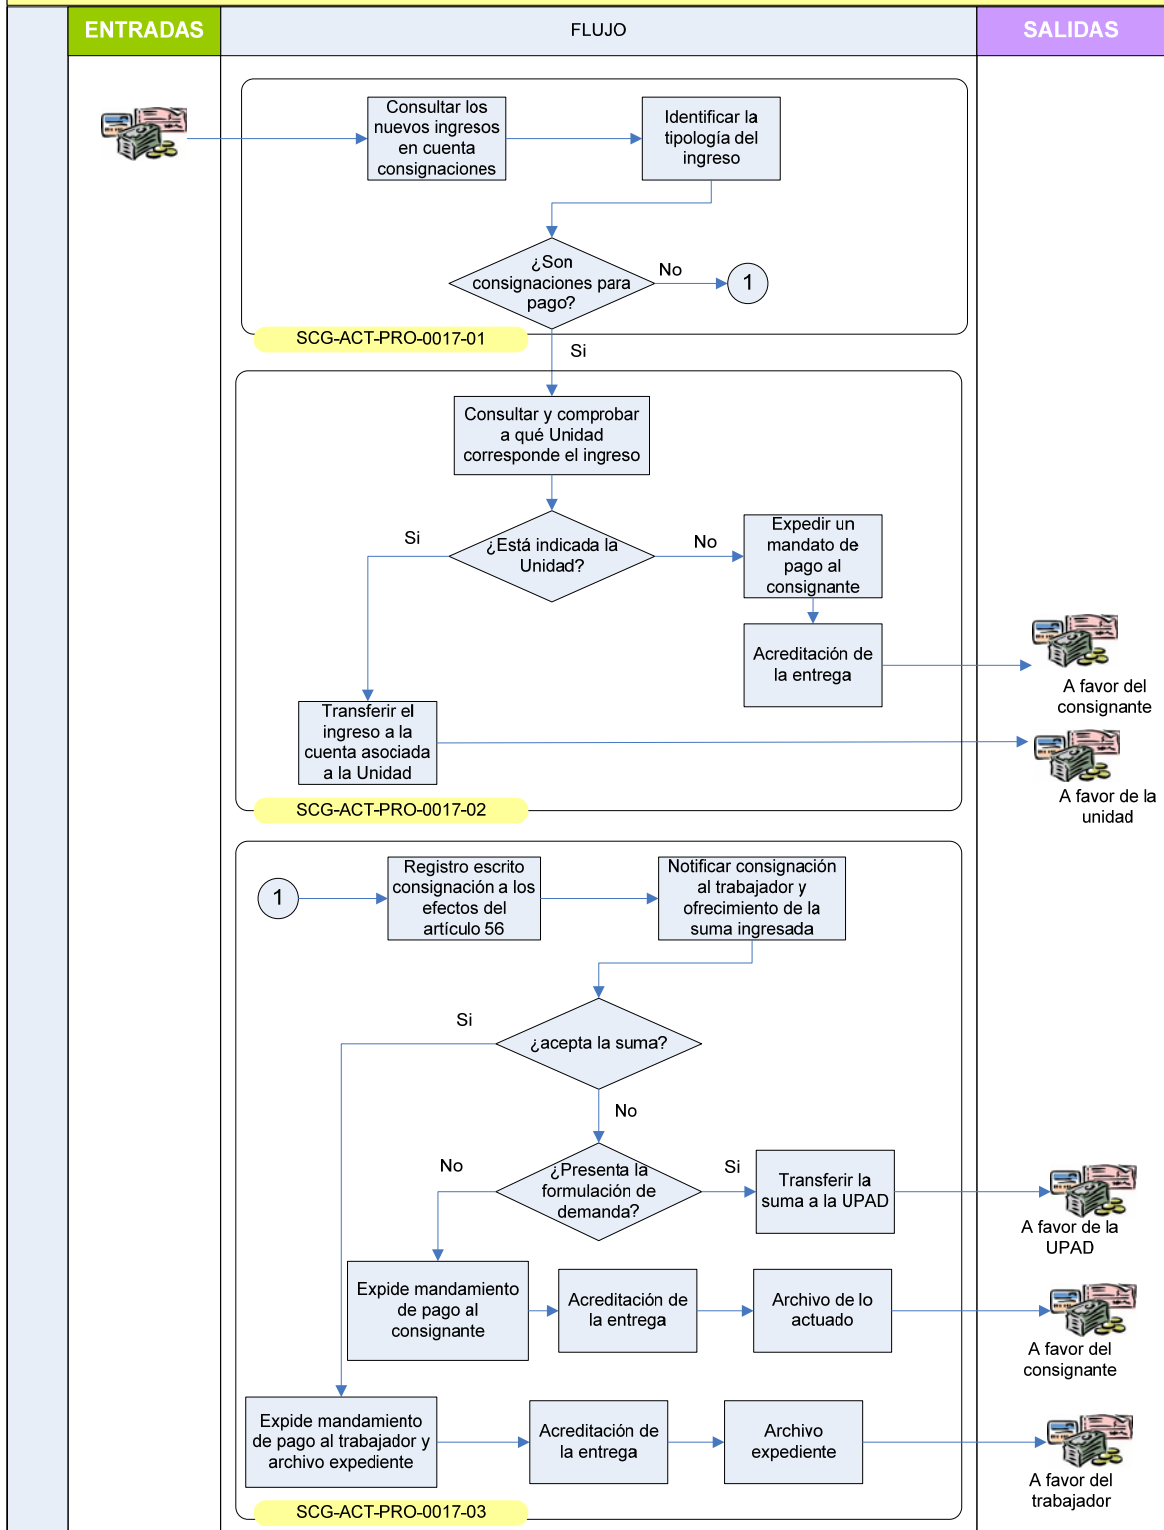 ENTRADAS
FLUJO
SALIDAS
Consultar los
nuevos ingresos
en cuenta
consignaciones
Identificar la
tipología del
ingreso
¿Son
consignaciones para
pago?
No
1
SCG-ACT-PRO-0017-01
Si
Consultar y comprobar
a qué Unidad
corresponde el ingreso
¿Está indicada la
Unidad?
Si
No
Expedir un
mandato de
pago al
consignante
Acreditación de
la entrega
A favor del
consignante
Transferir el
ingreso a la
cuenta asociada
a la Unidad
A favor de la
unidad
SCG-ACT-PRO-0017-02
1
Registro escrito
consignación a los
efectos del
artículo 56
Notificar consignación
al trabajador y
ofrecimiento de la
suma ingresada
¿acepta la suma?
Si
No
¿Presenta la
formulación de
demanda?
No
Si
Transferir la
suma a la UPAD
A favor de la
UPAD
Expide mandamiento
de pago al
consignante
Acreditación de
la entrega
Archivo de lo
actuado
A favor del
consignante
Expide mandamiento
de pago al trabajador y
archivo expediente
Acreditación de
la entrega
Archivo
expediente
A favor del
trabajador
SCG-ACT-PRO-0017-03